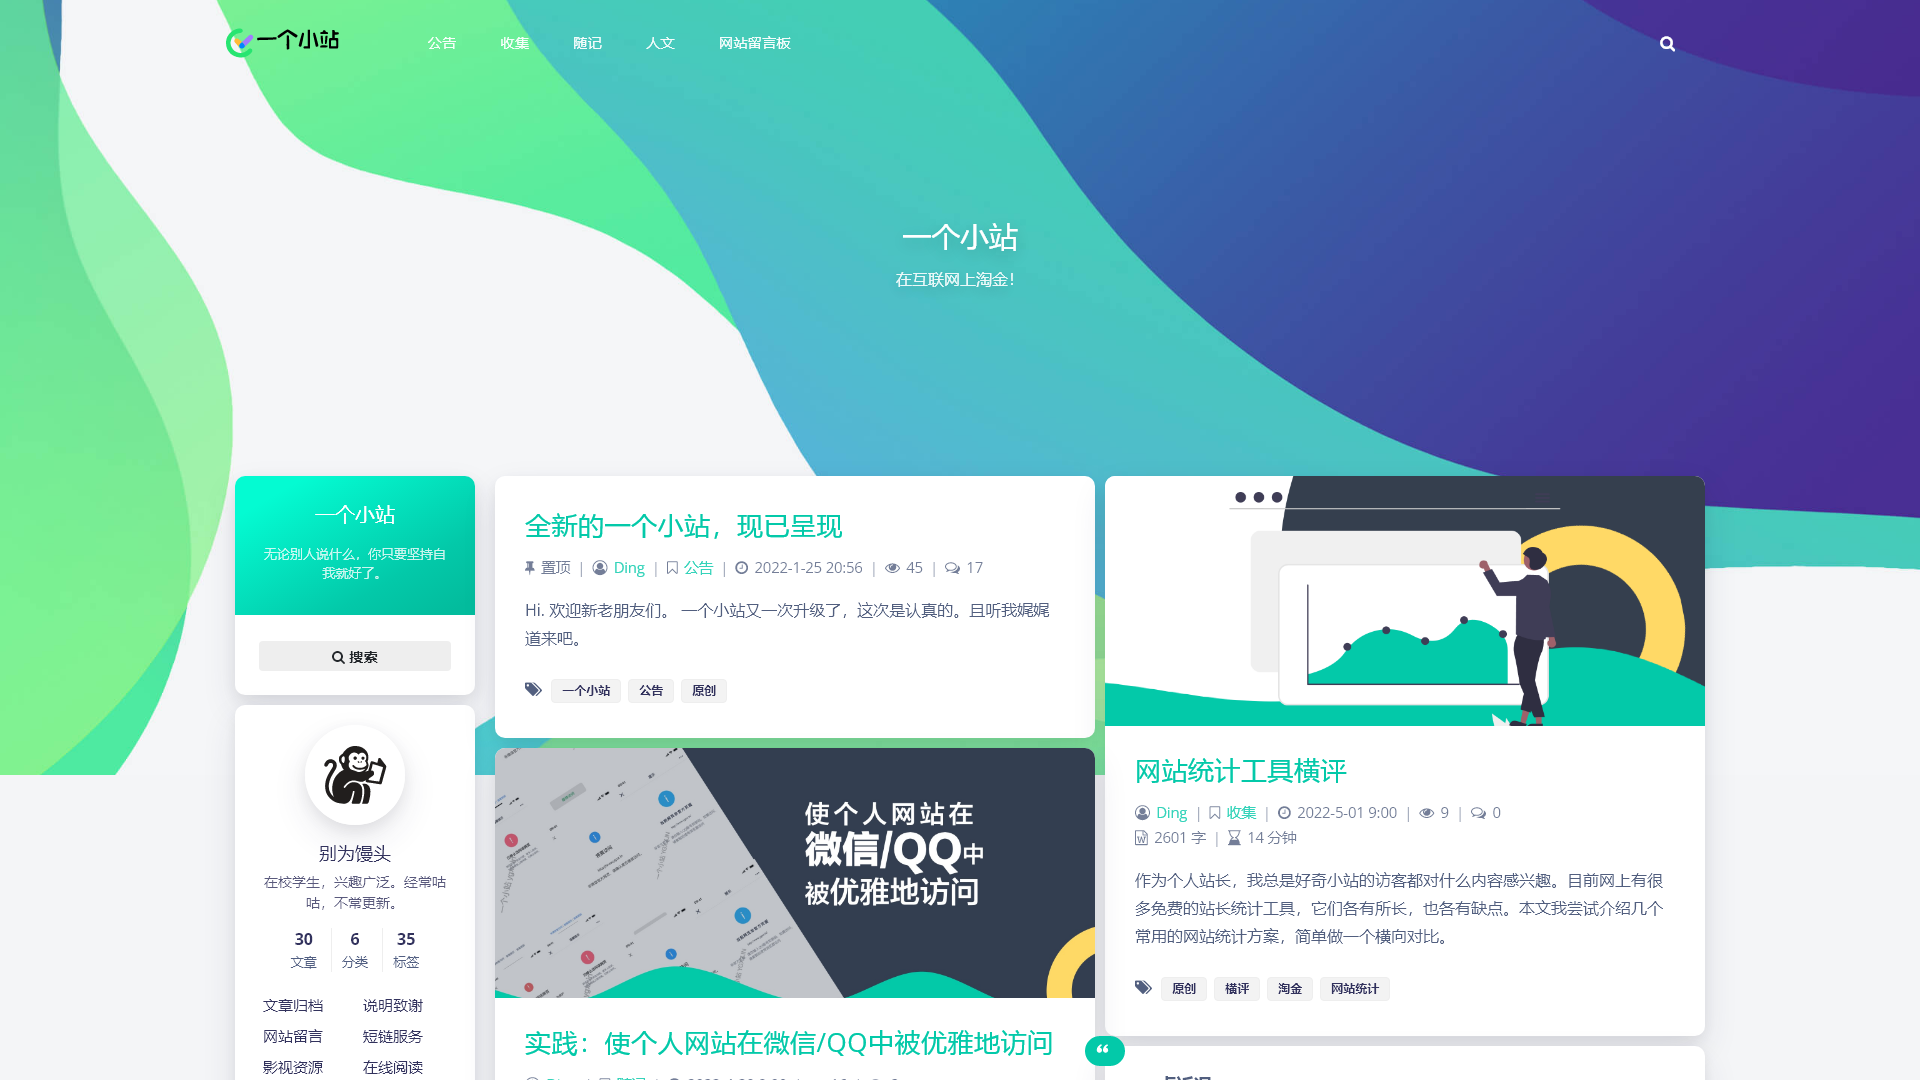 一个小站
公告
收集
随记
人文
网站留言板
一个小站
在互联网上淘金!
一个小站
无论别人说什么，你只要坚持自
我就好了。
搜索
别为馒头
在校学生，兴趣广泛。经常咕
咕，不常更新。
30 6 35
文章 分类 标签
文章归档 说明致谢
网站留言 短链服务
影视资源 在线阅读
全新的一个小站，现已呈现
置顶 | Ding | 公告 | 2022-1-25 20:56 | 45 | 17
Hi. 欢迎新老朋友们。 一个小站又一次升级了，这次是认真的。且听我娓娓
道来吧。
一个小站 公告 原创
使个人网站在
微信/QQ中
被优雅地访问
实践：使个人网站在微信/QQ中被优雅地访问
网站统计工具横评
Ding | 收集 | 2022-5-01 9:00 | 9 | 0
2601 字 | 14 分钟
作为个人站长，我总是好奇小站的访客都对什么内容感兴趣。目前网上有很
多免费的站长统计工具，它们各有所长，也各有缺点。本文我尝试介绍几个
常用的网站统计方案，简单做一个横向对比。
原创 横评 淘金 网站统计